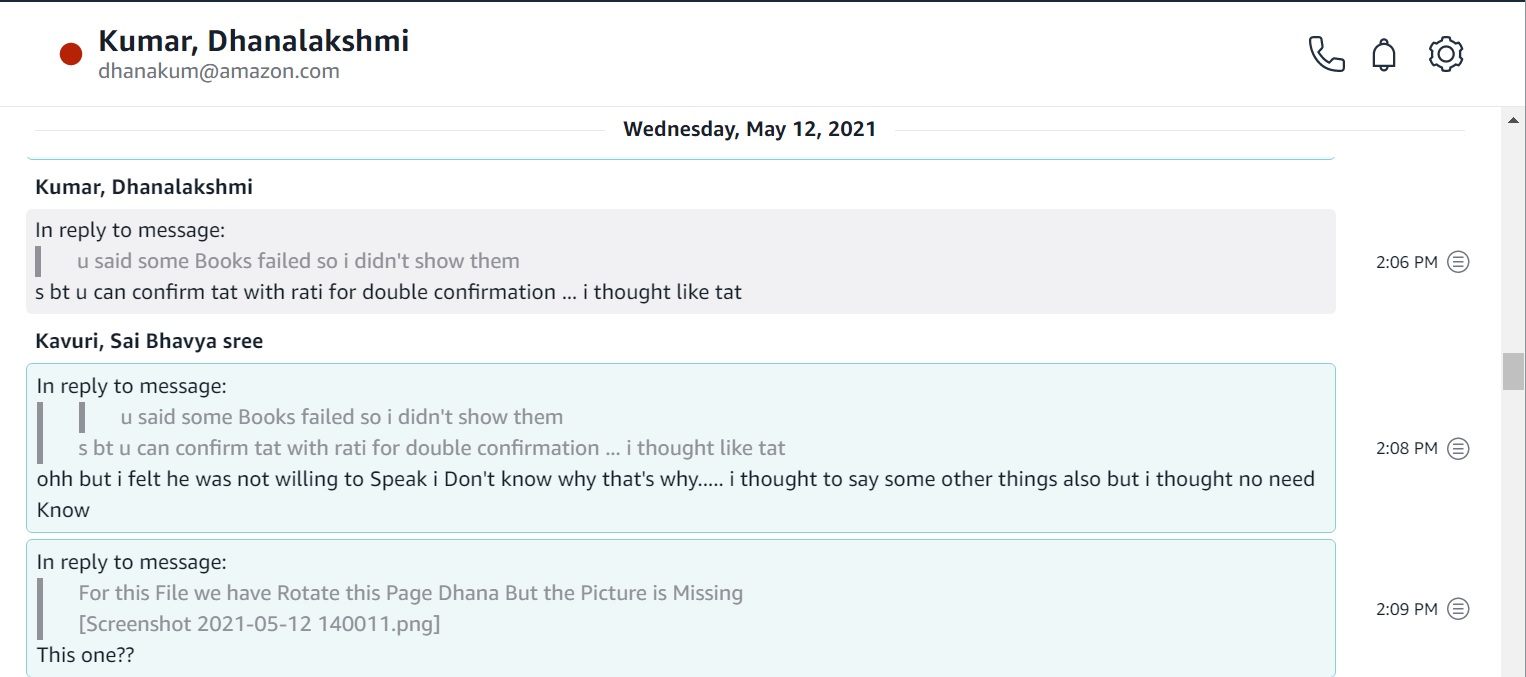 Kumar, Dhanalakshmi
dhanakum@amazon.com
Wednesday, May 12, 2021
Kumar, Dhanalakshmi
In reply to message:
u said some Books failed so i didn't show them
s bt u can confirm tat with rati for double confirmation ... i thought like tat
2:06 PM
Kavuri, Sai Bhavya sree
In reply to message:
u said some Books failed so i didn't show them
s bt u can confirm tat with rati for double confirmation ... i thought like tat
ohh but i felt he was not willing to Speak i Don't know why that's why..... i thought to say some other things also but i thought no need
Know
2:08 PM
In reply to message:
For this File we have Rotate this Page Dhana But the Picture is Missing
[Screenshot 2021-05-12 140011.png]
This one??
2:09 PM